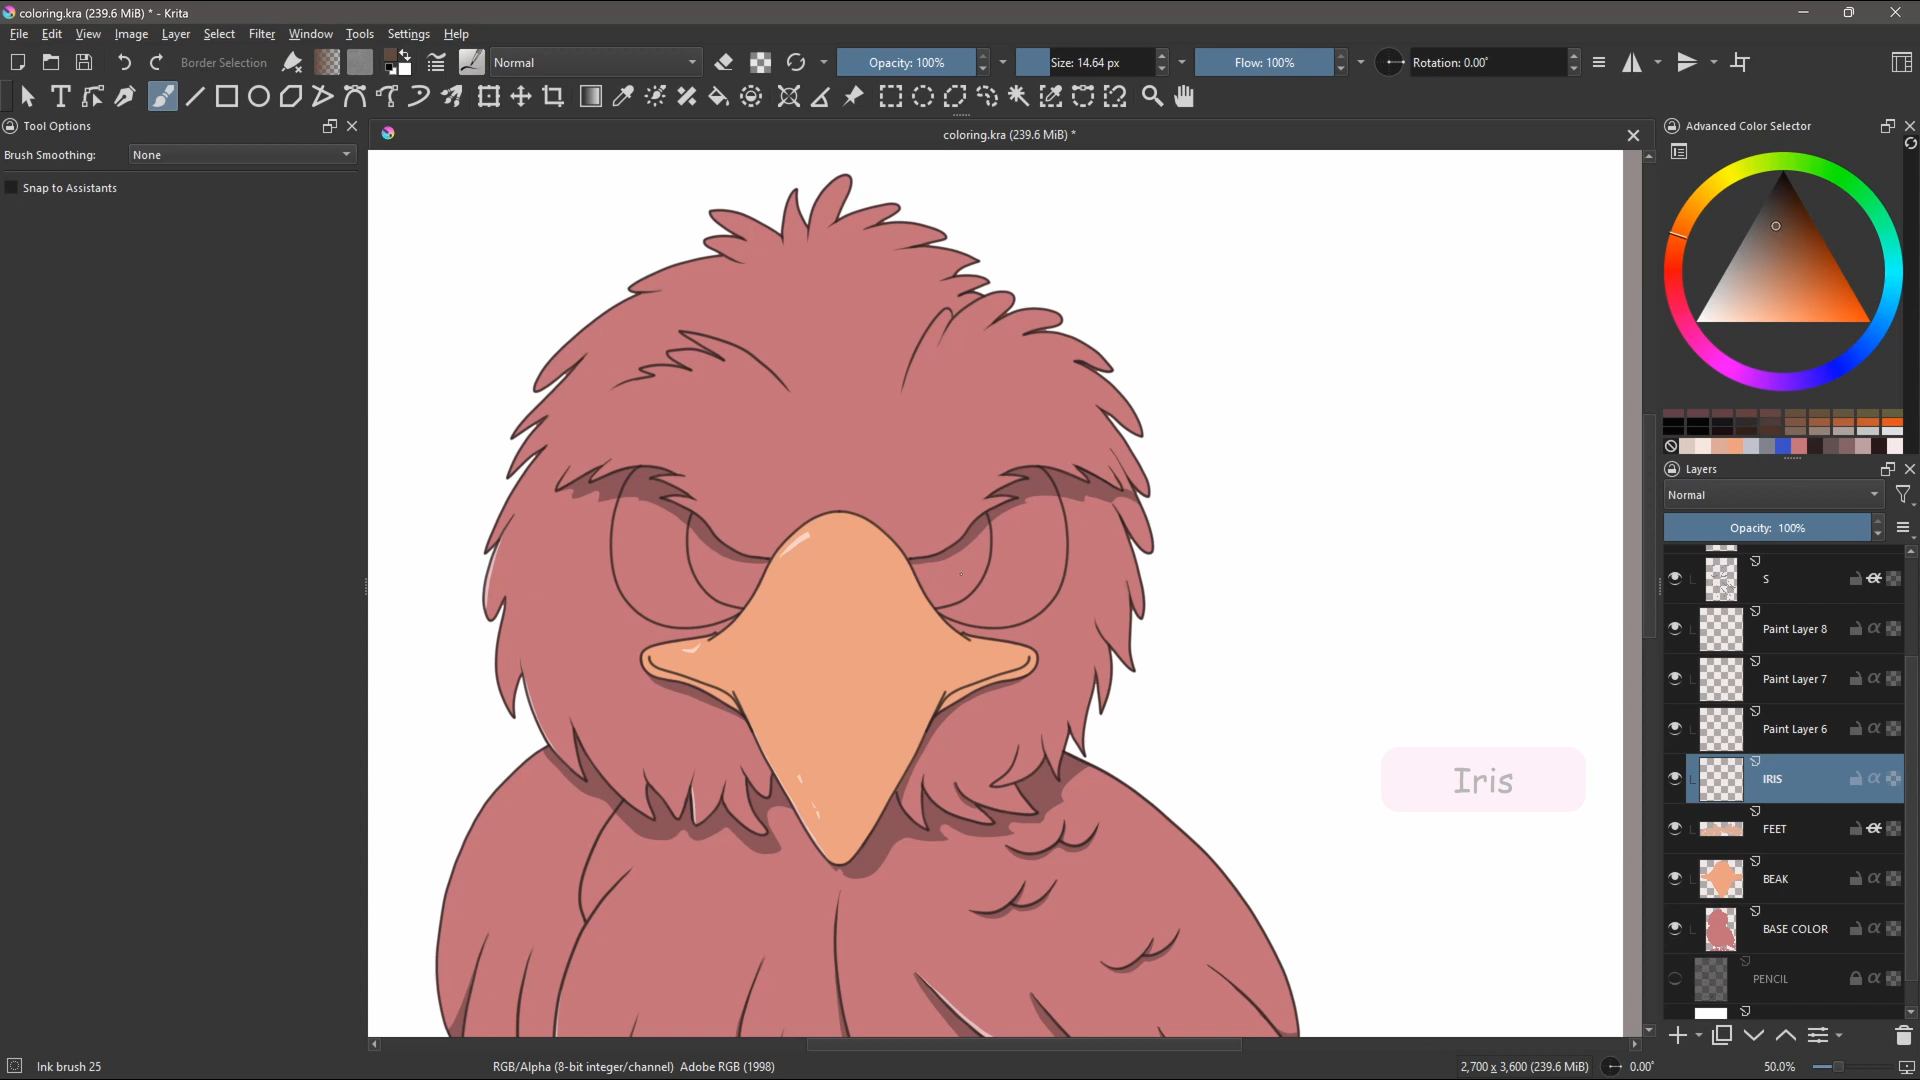 coloring.kra (239.6 MiB) * - Krita
File Edit View Image Layer Select Filter Tools Settings Window Help
Border Selection Normal Opacity: 100% Size: 14.64 px Flow: 100% Rotation: 0.00°
Tool Options
coloring.kra (239.6 MiB) *
Advanced Color Selector
Brush Smoothing: None
Snap to Assistants
Layers
Normal
Opacity: 100%
S
Paint Layer 8
Paint Layer 7
Paint Layer 6
Iris
IRIS
FEET
BEAK
BASE COLOR
PENCIL
Ink brush 25
RGB/Alpha (8-bit integer/channel) Adobe RGB (1998)
2,700 x 3,600 (239.6 MiB)
0.00°
50.0%